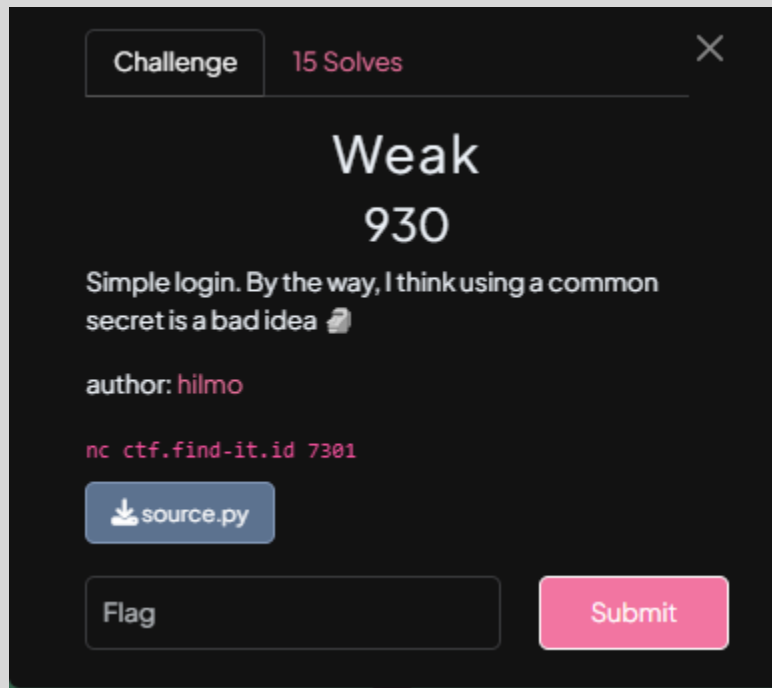 Challenge
15 Solves
Weak
930
Simple login. By the way, I think using a common
secret is a bad idea 🗿
author: hilmo
nc ctf.find-it.id 7301
source.py
Flag
Submit